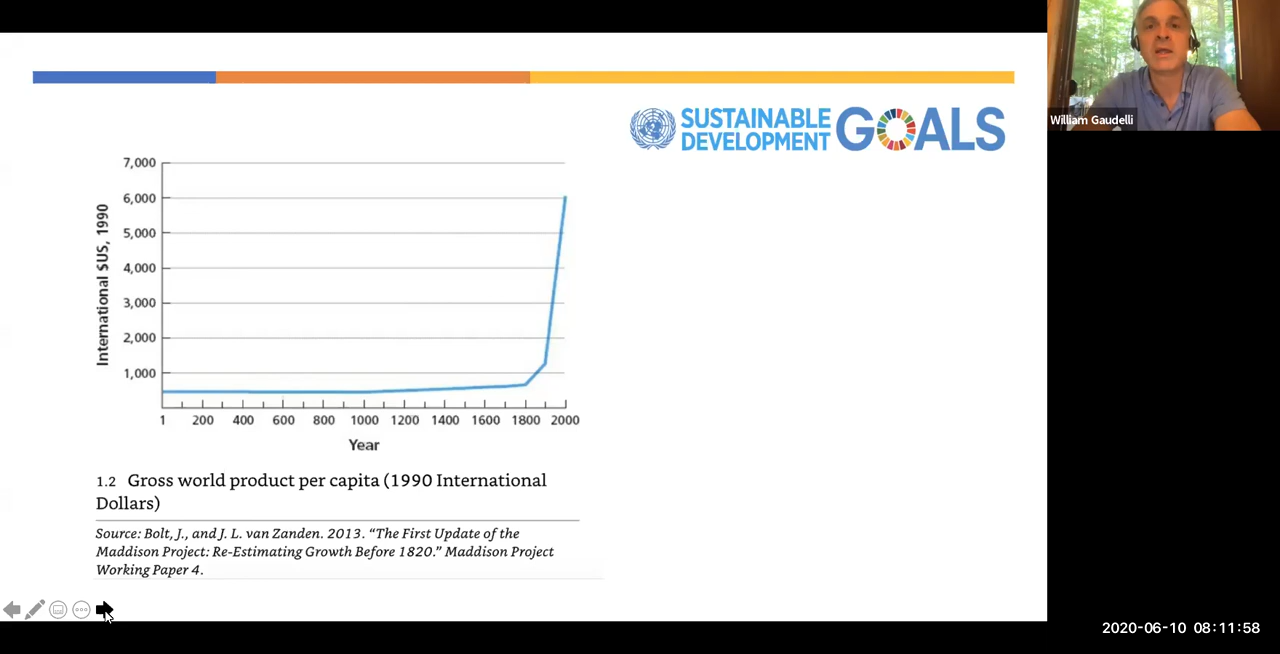 SUSTAINABLE
DEVELOPMENT
GOALS
7,000
6,000
5,000
4,000
3,000
2,000
1,000
International $US, 1990
1 200 400 600 800 1000 1200 1400 1600 1800 2000
Year
1.2 Gross world product per capita (1990 International
Dollars)
Source: Bolt, J., and J. L. van Zanden. 2013. “The First Update of the
Maddison Project: Re-Estimating Growth Before 1820.” Maddison Project
Working Paper 4.
William Gaudelli
2020-06-10 08:11:58